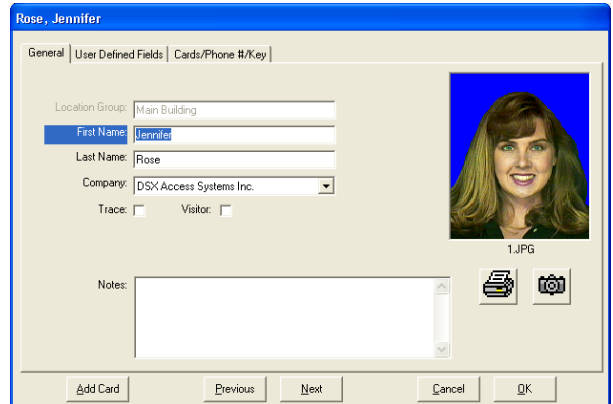 Rose, Jennifer
General User Defined Fields Cards/Phone #/Key
Location Group: Main Building
First Name: Jennifer
Last Name: Rose
Company: DSX Access Systems Inc.
Trace: Visitor:
1.JPG
Notes:
Add Card Previous Next Cancel OK